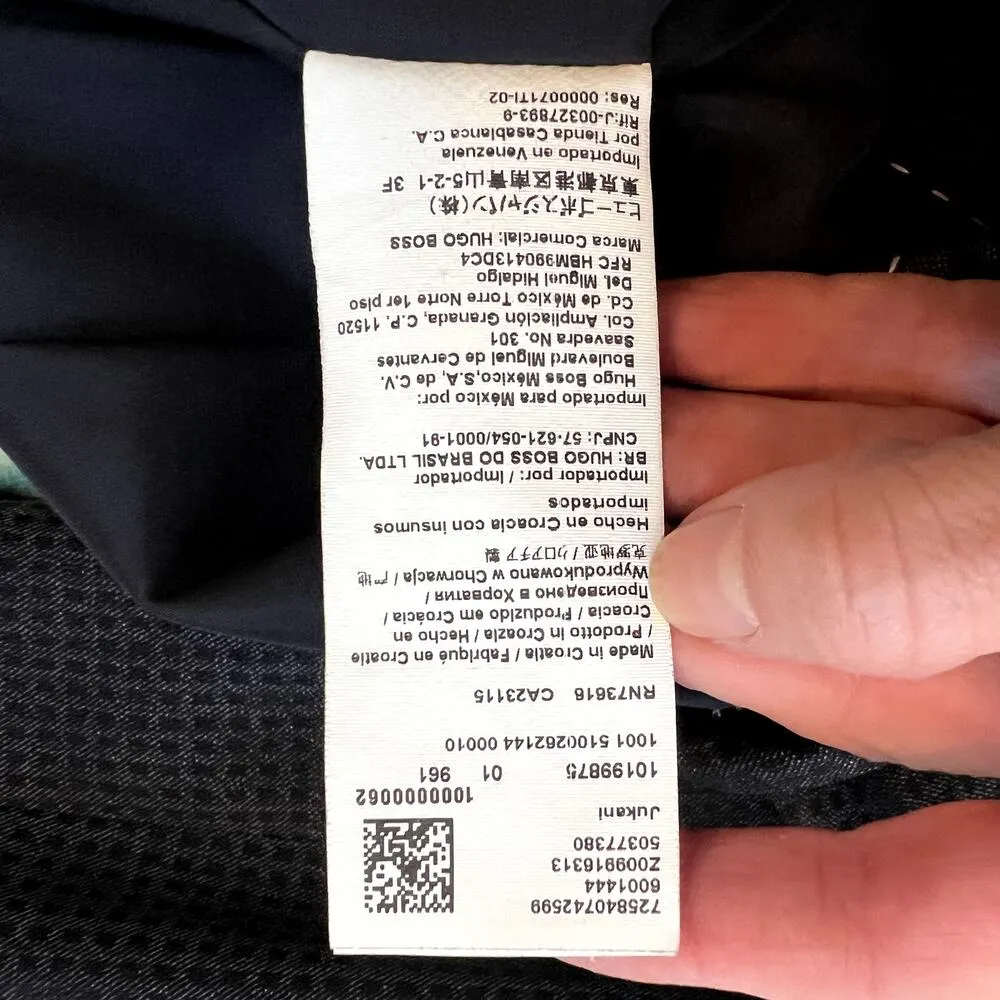 725840742599
6001444
Z009916313
50377380
Jukani
1000000062
10199875 01 961
1001 5100262144 00010
RN73616 CA23115
Made in Croatia / Fabriqué en Croatie
/ Prodotto in Croazia / Hecho en
Croacia / Produzido em Croácia /
Произведено в Хорватия /
Wyprodukowano w Chorwacja / 产地
克罗地亚 / クロアチア 製
Hecho en Croacia con insumos
importados
Importador por: / Importador
BR: HUGO BOSS DO BRASIL LTDA.
CNPJ: 57-621-054/0001-91
Importado para México por:
Hugo Boss México,S.A, de C.V.
Boulevard Miguel de Cervantes
Saavedra No. 301
Col. Ampliación Granada, C.P. 11520
Cd. de México Torre Norte 1er piso
Del. Miguel Hidalgo
RFC HBM990413DC4
Marca Comercial: HUGO BOSS
ヒューゴボスジャパン(株)
東京都港区南青山5-2-1 3F
Importado en Venezuela
por Tienda Casablanca C.A.
Rif:J-00327893-9
Res: 0000071TI-02